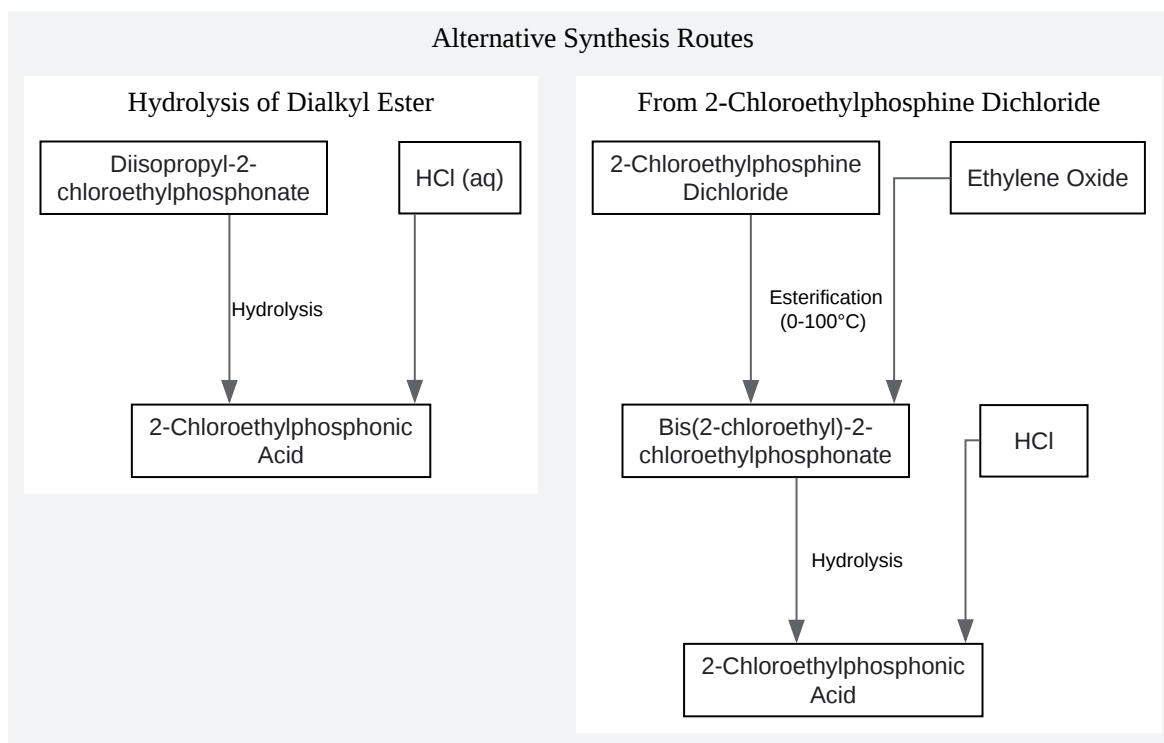 Alternative Synthesis Routes
Hydrolysis of Dialkyl Ester
Diisopropyl-2-
chloroethylphosphonate
HCl (aq)
Hydrolysis
2-Chloroethylphosphonic
Acid
From 2-Chloroethylphosphine Dichloride
2-Chloroethylphosphine
Dichloride
Ethylene Oxide
Esterification
(0-100°C)
Bis(2-chloroethyl)-2-
chloroethylphosphonate
HCl
Hydrolysis
2-Chloroethylphosphonic
Acid